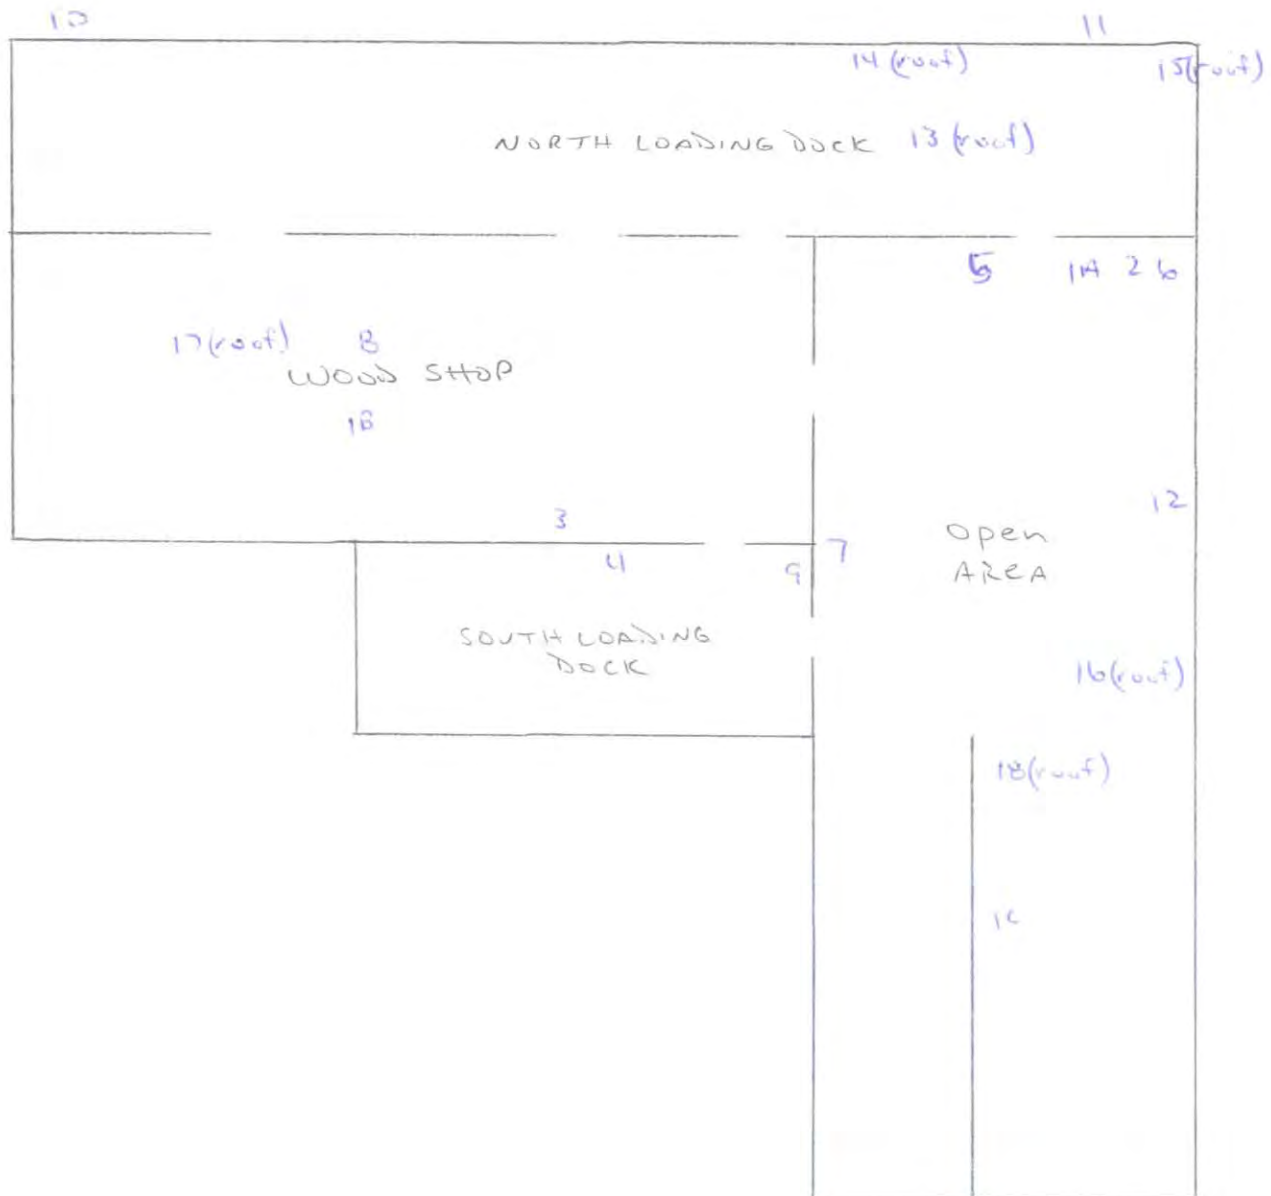 10
11
14 (roof)
15 (roof)
NORTH LOADING DOCK 13 (roof)
5 1A 2 6
17 (roof) 8
WOOD SHOP
1B
12
3
Open
AREA
4
9
7
SOUTH LOADING
DOCK
16 (roof)
18 (roof)
1C